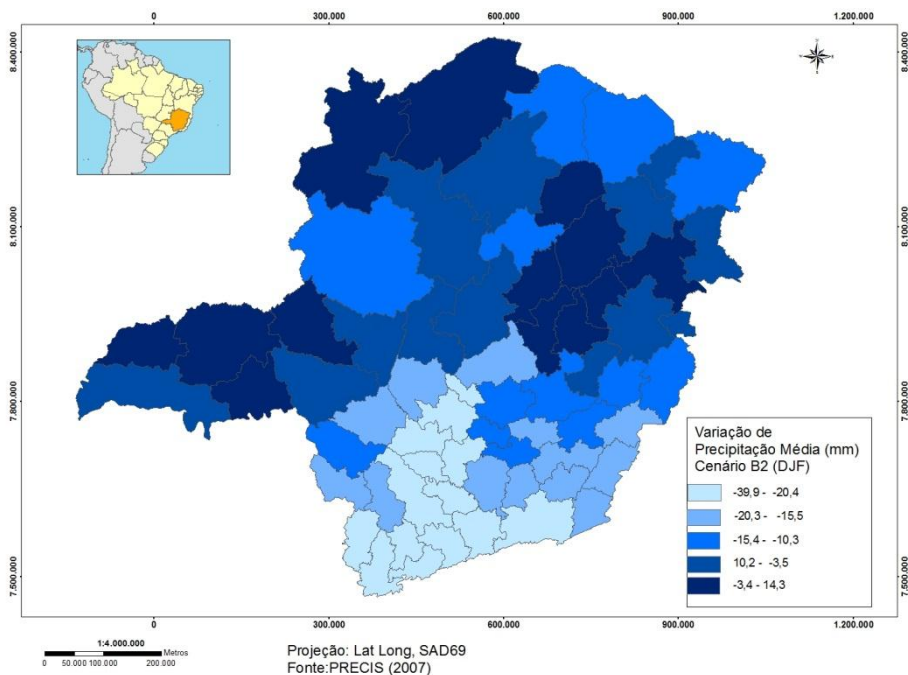 0 300.000 600.000 900.000 1.200.000
8.400.000 8.400.000
8.100.000 8.100.000
7.800.000 7.800.000
Variação de
Precipitação Média (mm)
Cenário B2 (DJF)
-39,9 - -20,4
-20,3 - -15,5
-15,4 - -10,3
10,2 - -3,5
-3,4 - 14,3
7.500.000 7.500.000
0 300.000 600.000 900.000 1.200.000
1:4.000.000
Metros
0 50.000 100.000 200.000
Projeção: Lat Long, SAD69
Fonte:PRECIS (2007)